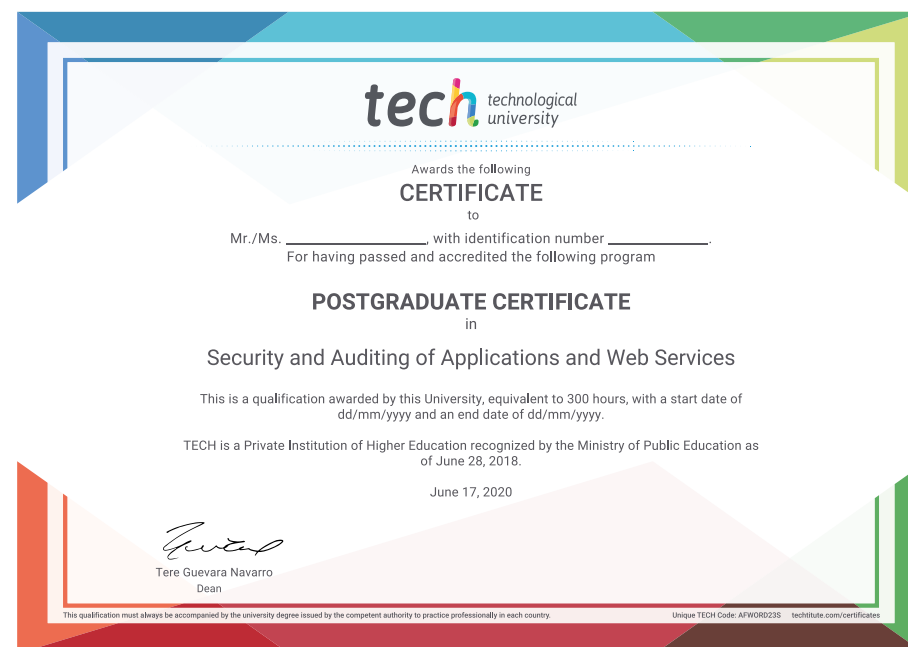 tech technological
university
Awards the following
CERTIFICATE
to
Mr./Ms. ____________________, with identification number ______________.
For having passed and accredited the following program
POSTGRADUATE CERTIFICATE
in
Security and Auditing of Applications and Web Services
This is a qualification awarded by this University, equivalent to 300 hours, with a start date of
dd/mm/yyyy and an end date of dd/mm/yyyy.
TECH is a Private Institution of Higher Education recognized by the Ministry of Public Education as
of June 28, 2018.
June 17, 2020
Tere Guevara Navarro
Dean
This qualification must always be accompanied by the university degree issued by the competent authority to practice professionally in each country.
Unique TECH Code: AFWORD23S techtitute.com/certificates